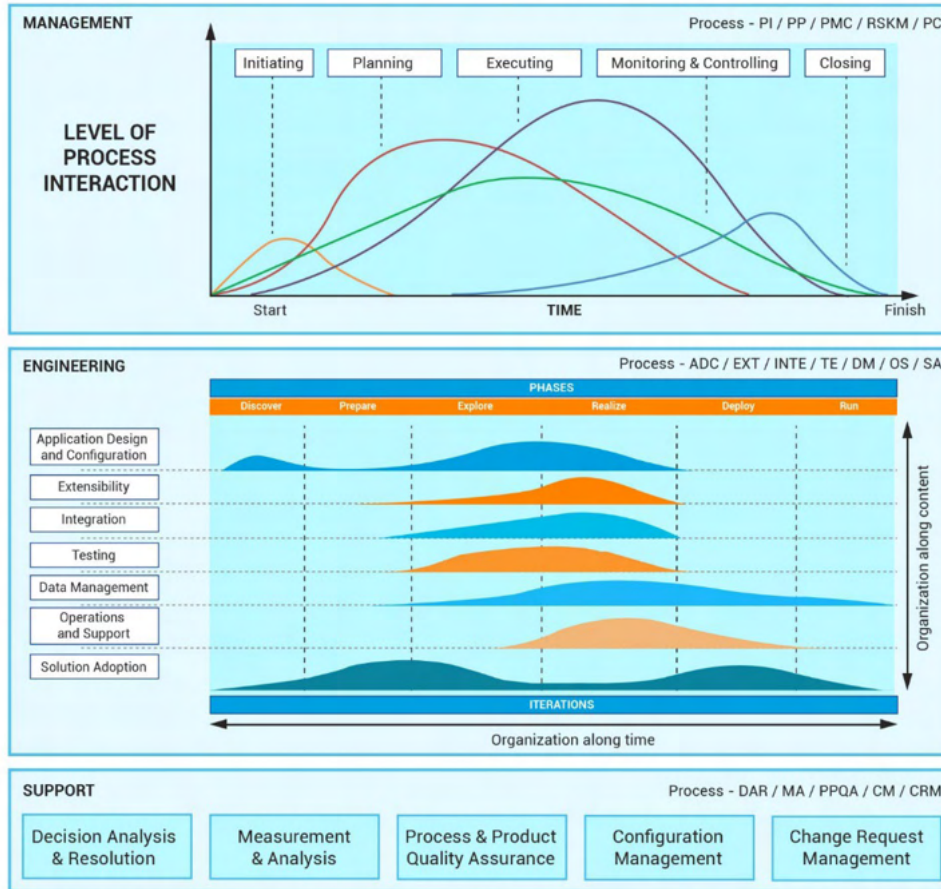 MANAGEMENT
Process - PI / PP / PMC / RSKM / PC
Initiating
Planning
Executing
Monitoring & Controlling
Closing
LEVEL OF
PROCESS
INTERACTION
Start
TIME
Finish
ENGINEERING
Process - ADC / EXT / INTE / TE / DM / OS / SA
PHASES
Discover
Prepare
Explore
Realize
Deploy
Run
Application Design
and Configuration
Extensibility
Integration
Testing
Data Management
Operations
and Support
Solution Adoption
Organization along content
ITERATIONS
Organization along time
SUPPORT
Process - DAR / MA / PPQA / CM / CRM
Decision Analysis
& Resolution
Measurement
& Analysis
Process & Product
Quality Assurance
Configuration
Management
Change Request
Management